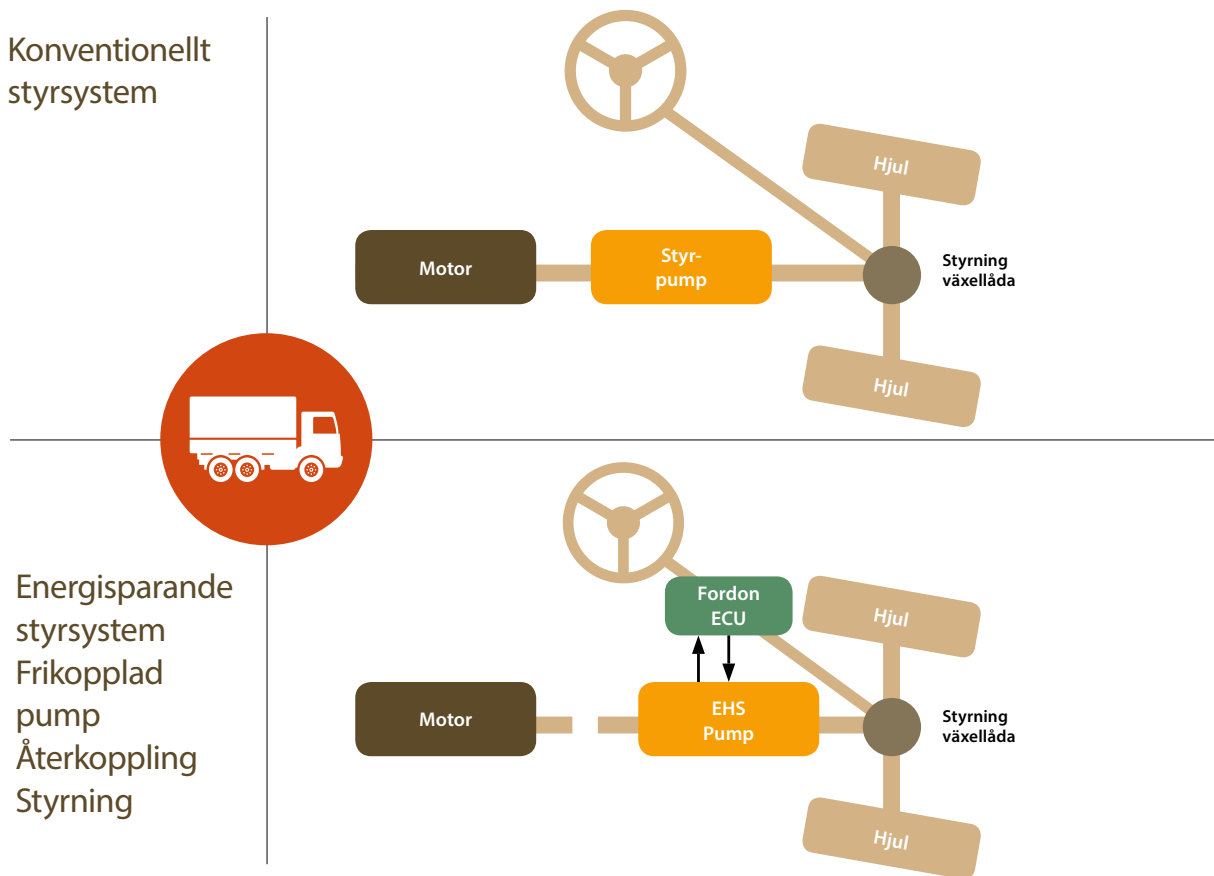 Konventionellt
styrsystem
Hjul
Motor
Styr-
pump
Styrning
växellåda
Hjul
Energisparande
styrsystem
Frikopplad
pump
Återkoppling
Styrning
Fordon
ECU
Hjul
Motor
EHS
Pump
Styrning
växellåda
Hjul